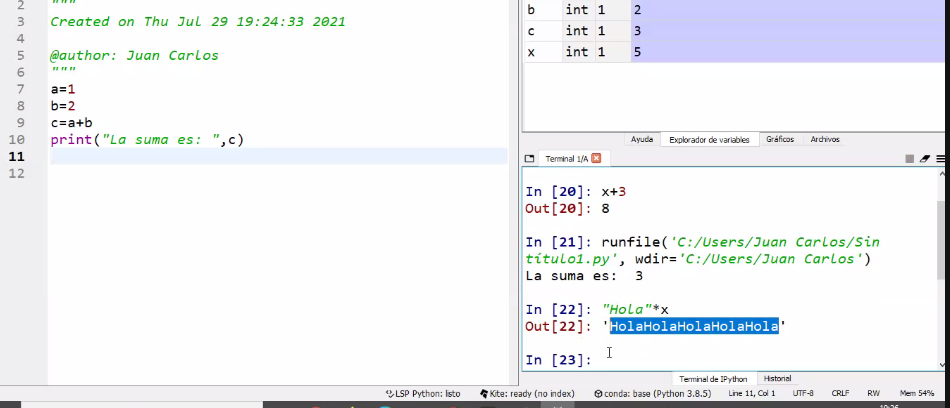 2 """
3 Created on Thu Jul 29 19:24:33 2021
4
5 @author: Juan Carlos
6 """
7 a=1
8 b=2
9 c=a+b
10 print("La suma es: ",c)
11
12
b int 1 2
c int 1 3
x int 1 5
Ayuda Explorador de variables Gráficos Archivos
Terminal 1/A
In [20]: x+3
Out[20]: 8
In [21]: runfile('C:/Users/Juan Carlos/Sin
título1.py', wdir='C:/Users/Juan Carlos')
La suma es:  3
In [22]: "Hola"*x
Out[22]: 'HolaHolaHolaHolaHola'
In [23]:
Terminal de IPython Historial
LSP Python: listo Kite: ready (no index) conda: base (Python 3.8.5) Line 11, Col 1 UTF-8 CRLF RW Mem 54%